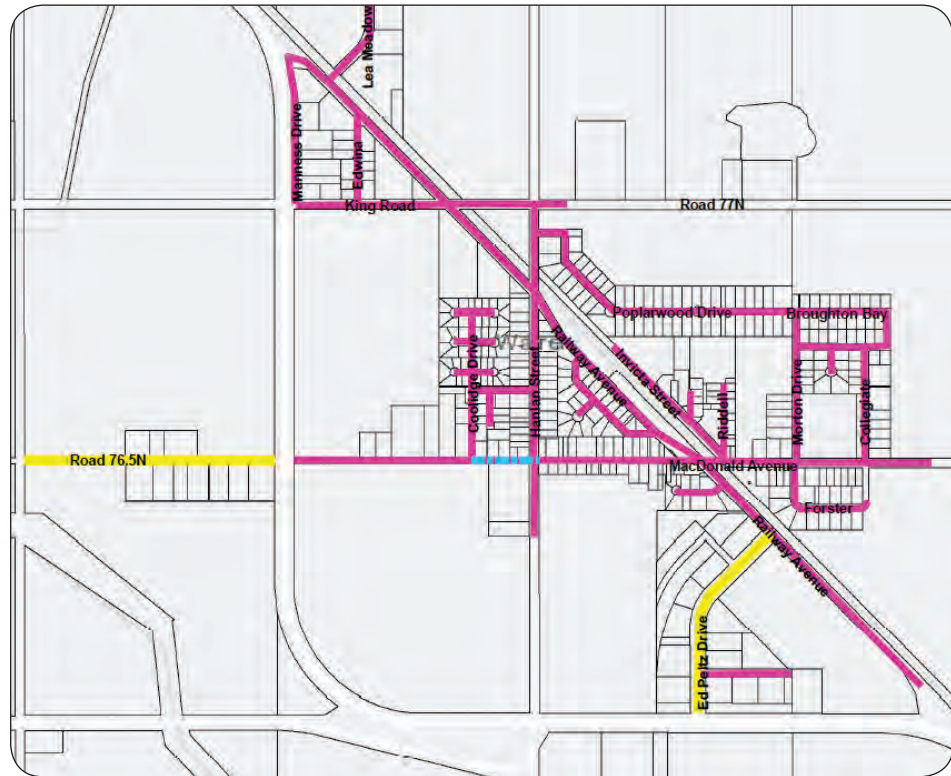 Lea Meadow
Manness Drive
Edwina
King Road
Road 77N
Poplarwood Drive
Broughton Bay
Railway Avenue
Invicta Street
Coolidge Drive
Hanlan Street
Riddell
Morton Drive
Collegiate
Road 76.5N
MacDonald Avenue
Forster
Railway Avenue
Ed Peltz Drive